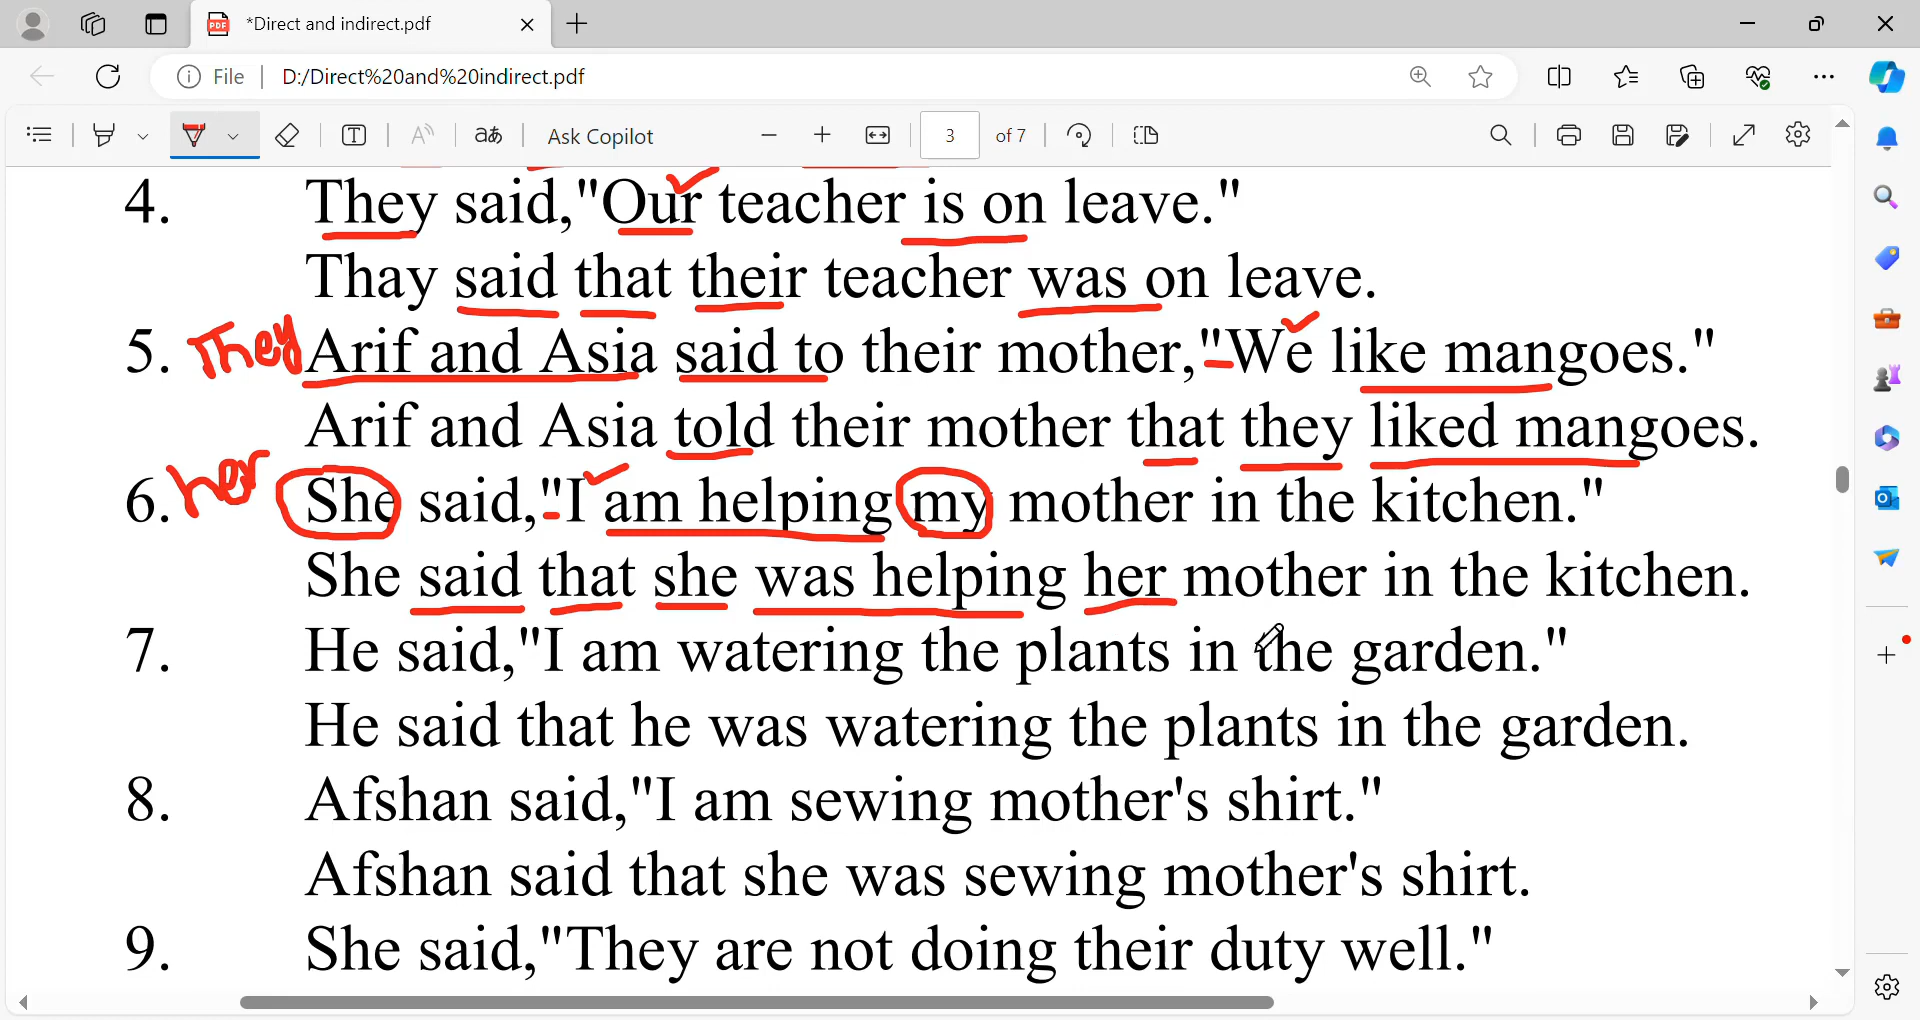 *Direct and indirect.pdf
File | D:/Direct%20and%20indirect.pdf
Ask Copilot 3 of 7
4. They said,"Our teacher is on leave."
Thay said that their teacher was on leave.
5. They Arif and Asia said to their mother,"We like mangoes."
Arif and Asia told their mother that they liked mangoes.
6. her She said,"I am helping my mother in the kitchen."
She said that she was helping her mother in the kitchen.
7. He said,"I am watering the plants in the garden."
He said that he was watering the plants in the garden.
8. Afshan said,"I am sewing mother's shirt."
Afshan said that she was sewing mother's shirt.
9. She said,"They are not doing their duty well."